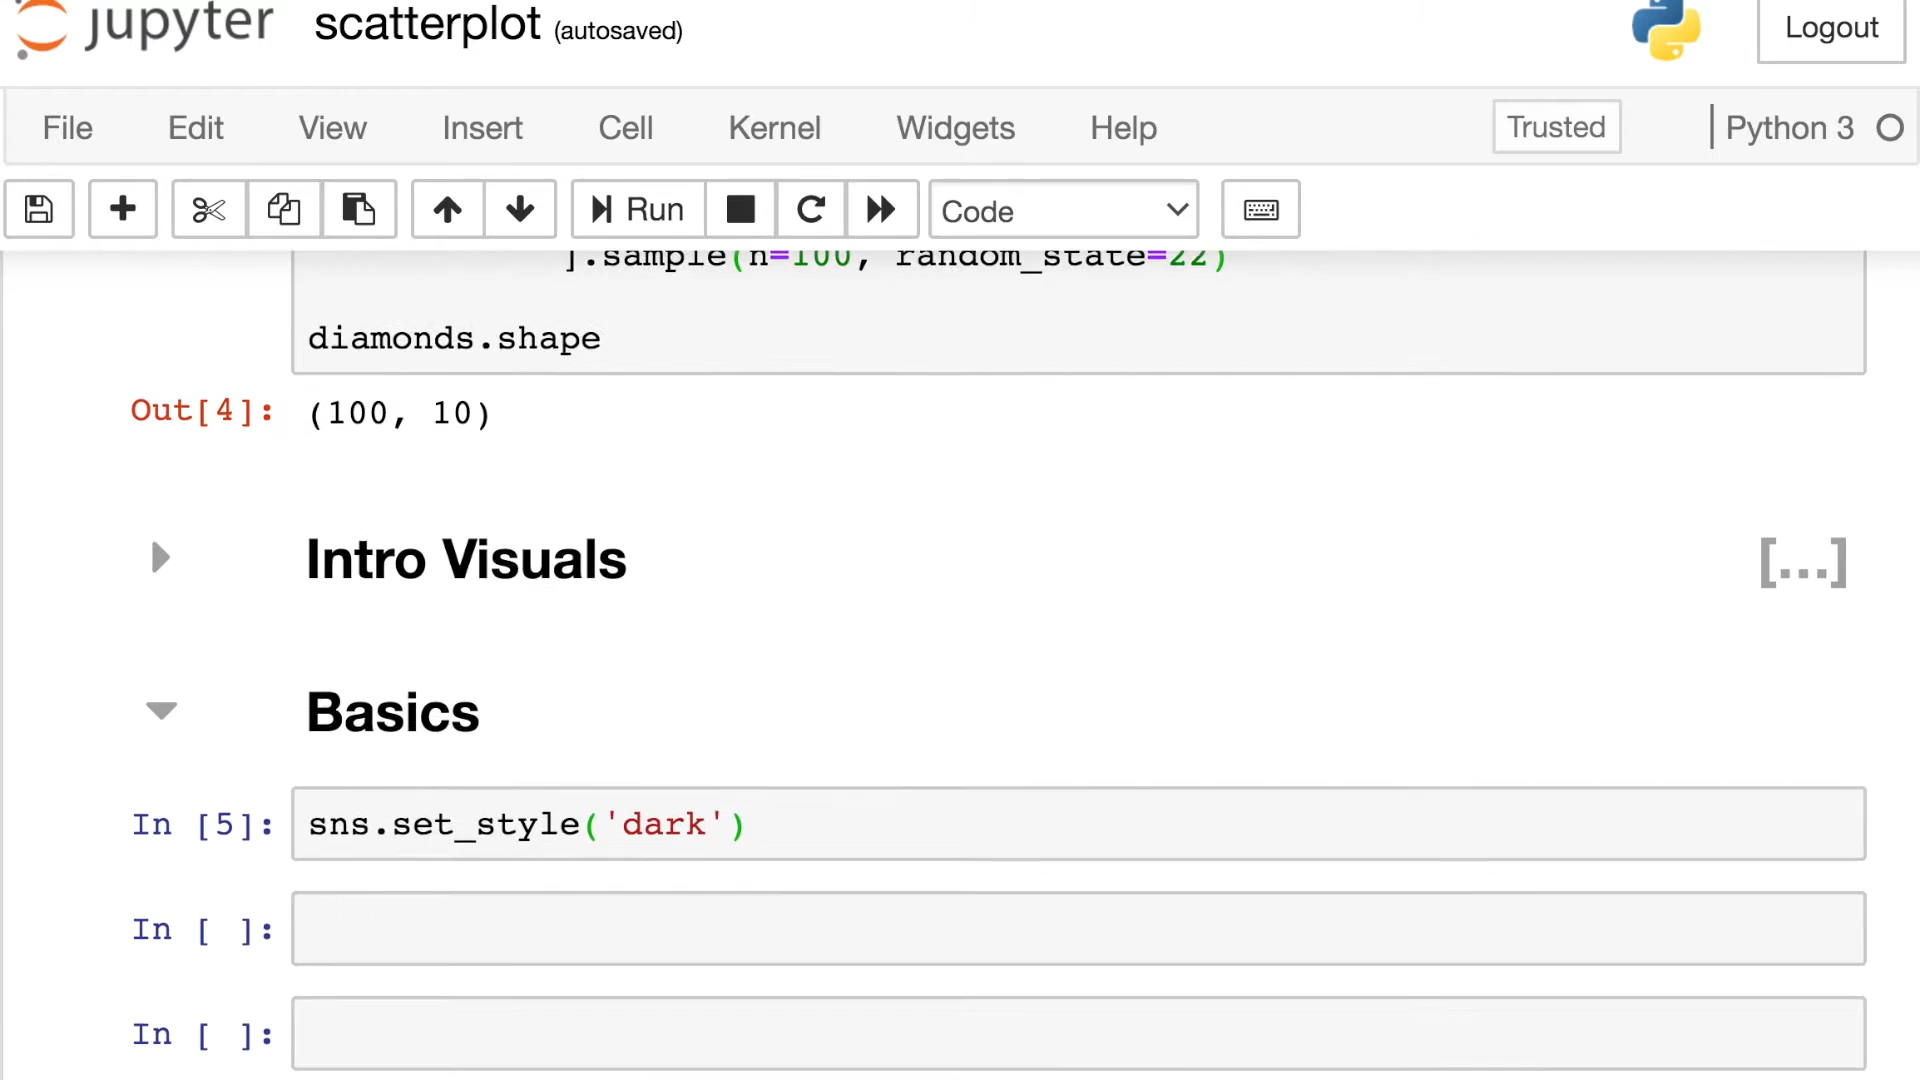 jupyter scatterplot (autosaved) Logout
File Edit View Insert Cell Kernel Widgets Help Trusted Python 3
Run Code
].sample(n=100, random_state=22)
diamonds.shape
Out[4]: (100, 10)
Intro Visuals [...]
Basics
In [5]: sns.set_style('dark')
In [ ]:
In [ ]: